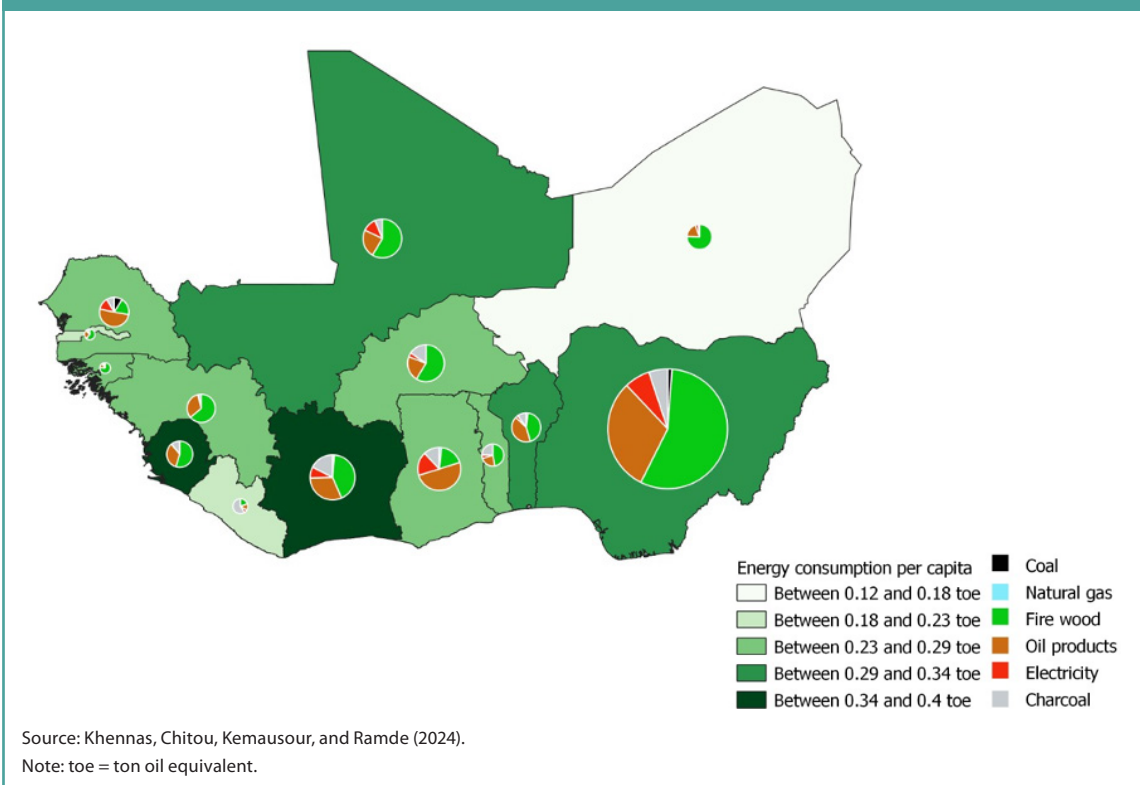 Energy consumption per capita
Between 0.12 and 0.18 toe
Between 0.18 and 0.23 toe
Between 0.23 and 0.29 toe
Between 0.29 and 0.34 toe
Between 0.34 and 0.4 toe
Coal
Natural gas
Fire wood
Oil products
Electricity
Charcoal
Source: Khennas, Chitou, Kemausour, and Ramde (2024).
Note: toe = ton oil equivalent.